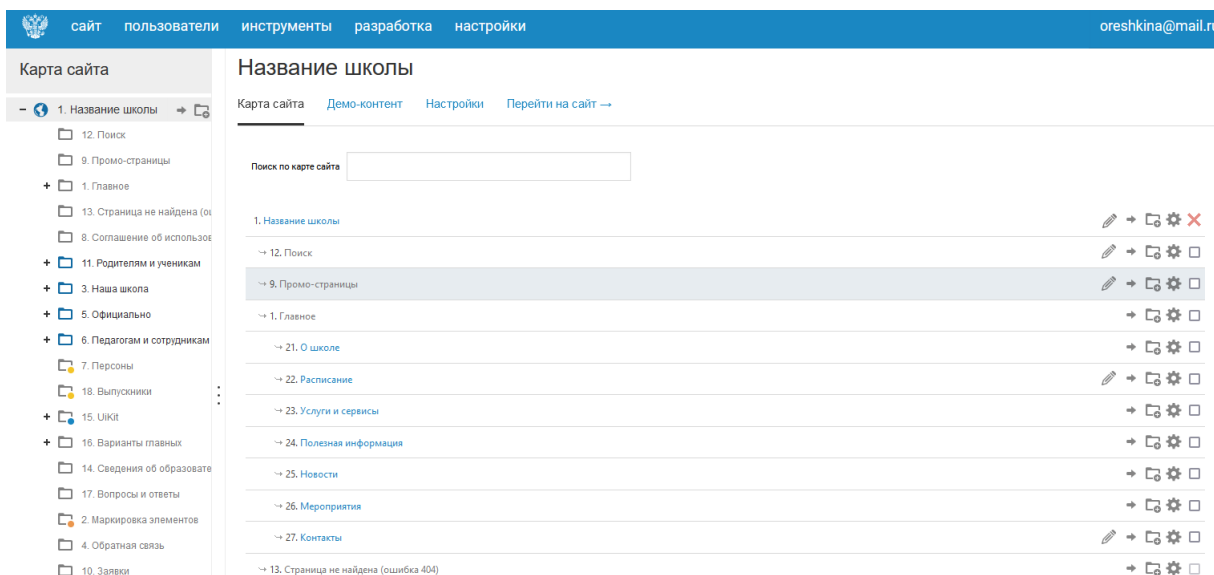 сайт пользователи инструменты разработка настройки oreshkina@mail.ru
Карта сайта
1. Название школы
12. Поиск
9. Промо-страницы
1. Главное
13. Страница не найдена (о
8. Соглашение об использов
11. Родителям и ученикам
3. Наша школа
5. Официально
6. Педагогам и сотрудникам
7. Персоны
18. Выпускники
15. UiKit
16. Варианты главных
14. Сведения об образовате
17. Вопросы и ответы
2. Маркировка элементов
4. Обратная связь
10. Заявки
Название школы
Карта сайта Демо-контент Настройки Перейти на сайт →
Поиск по карте сайта
1. Название школы
12. Поиск
9. Промо-страницы
1. Главное
21. О школе
22. Расписание
23. Услуги и сервисы
24. Полезная информация
25. Новости
26. Мероприятия
27. Контакты
13. Страница не найдена (ошибка 404)